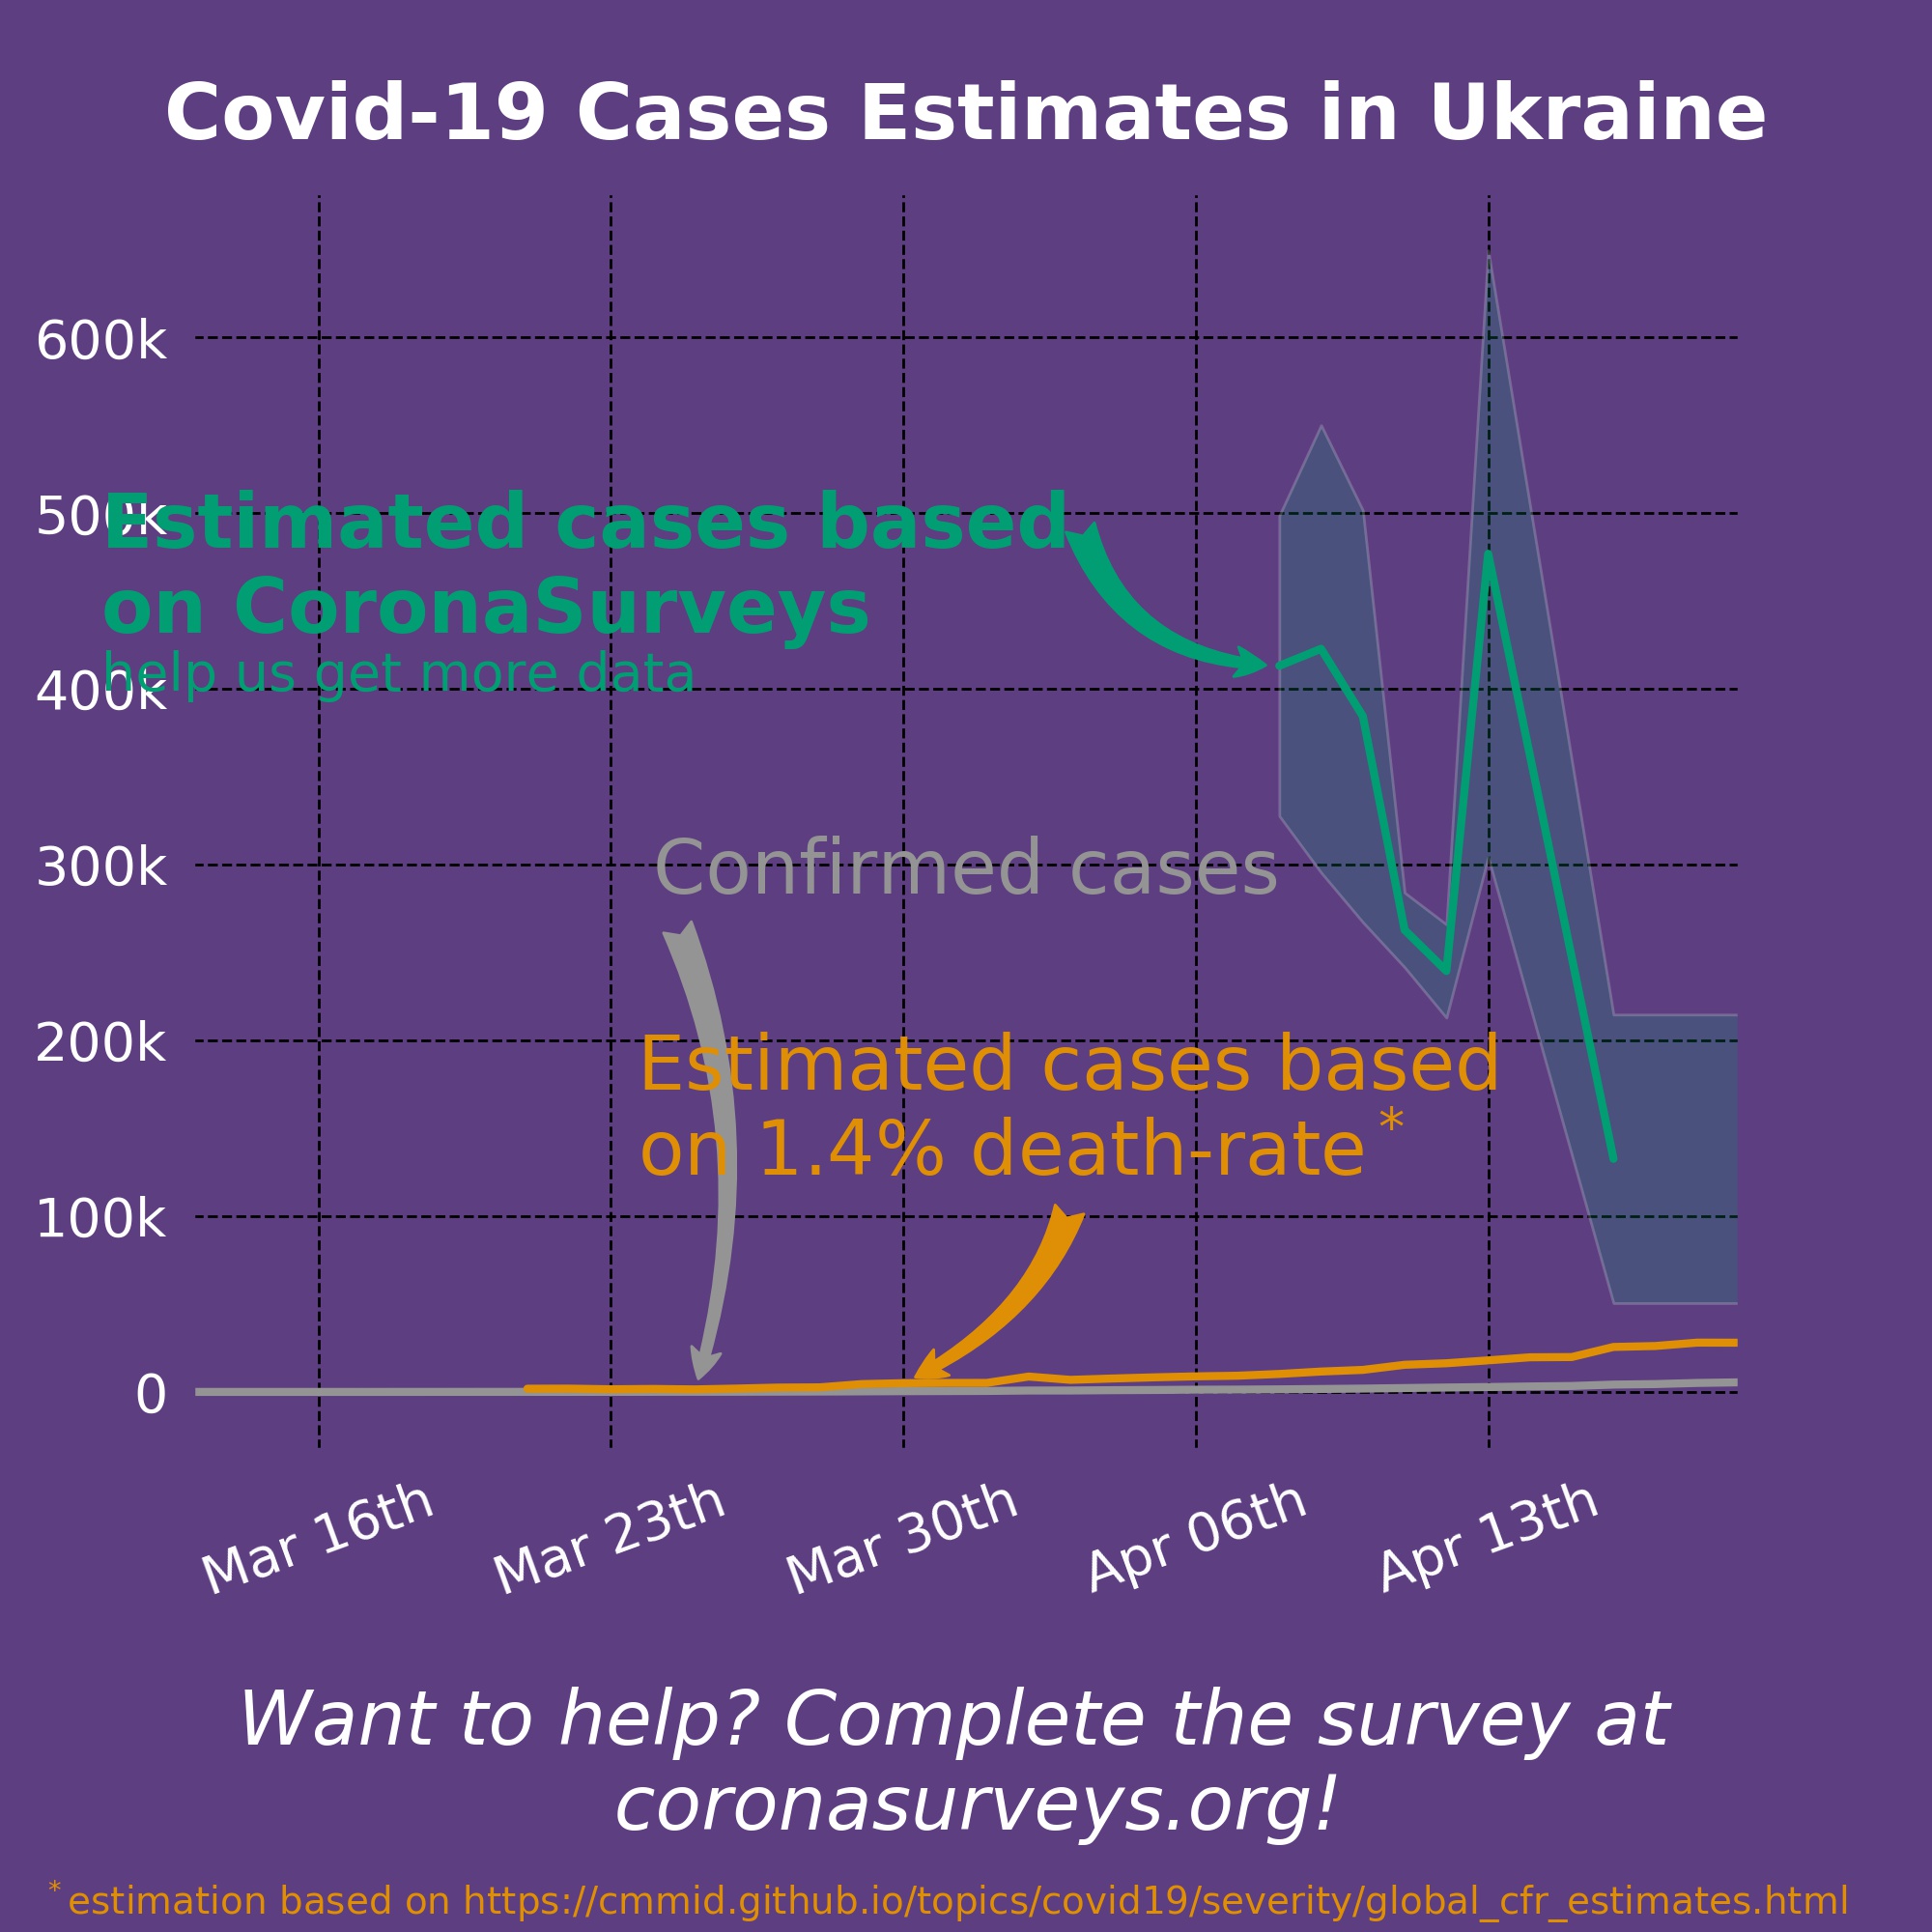 Covid-19 Cases Estimates in Ukraine
600k
500k
Estimated cases based
on CoronaSurveys
help us get more data
400k
Confirmed cases
300k
200k
Estimated cases based
on 1.4% death-rate*
100k
0
Mar 16th
Mar 23th
Mar 30th
Apr 06th
Apr 13th
Want to help? Complete the survey at
coronasurveys.org!
*estimation based on https://cmmid.github.io/topics/covid19/severity/global_cfr_estimates.html